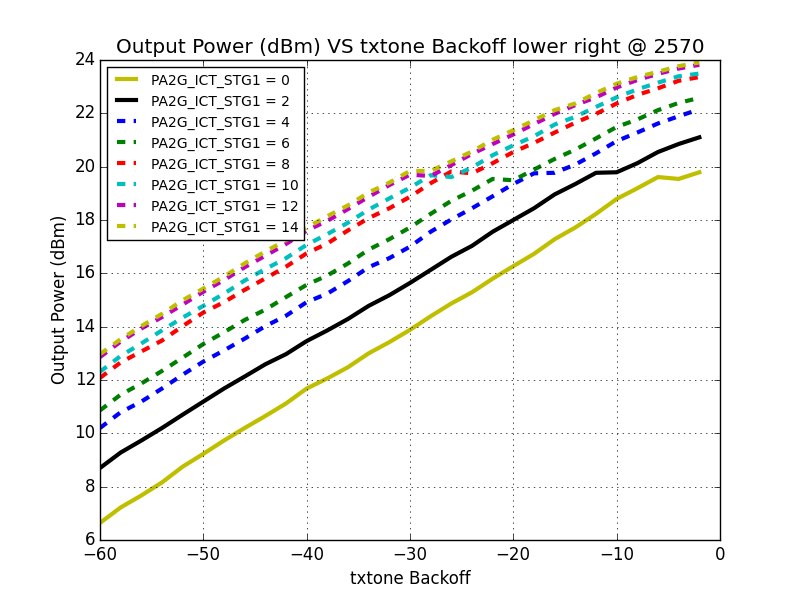 Output Power (dBm) VS txtone Backoff lower right @ 2570
24
22
20
18
16
14
12
10
8
6
Output Power (dBm)
PA2G_ICT_STG1 = 0
PA2G_ICT_STG1 = 2
PA2G_ICT_STG1 = 4
PA2G_ICT_STG1 = 6
PA2G_ICT_STG1 = 8
PA2G_ICT_STG1 = 10
PA2G_ICT_STG1 = 12
PA2G_ICT_STG1 = 14
−60 −50 −40 −30 −20 −10 0
txtone Backoff